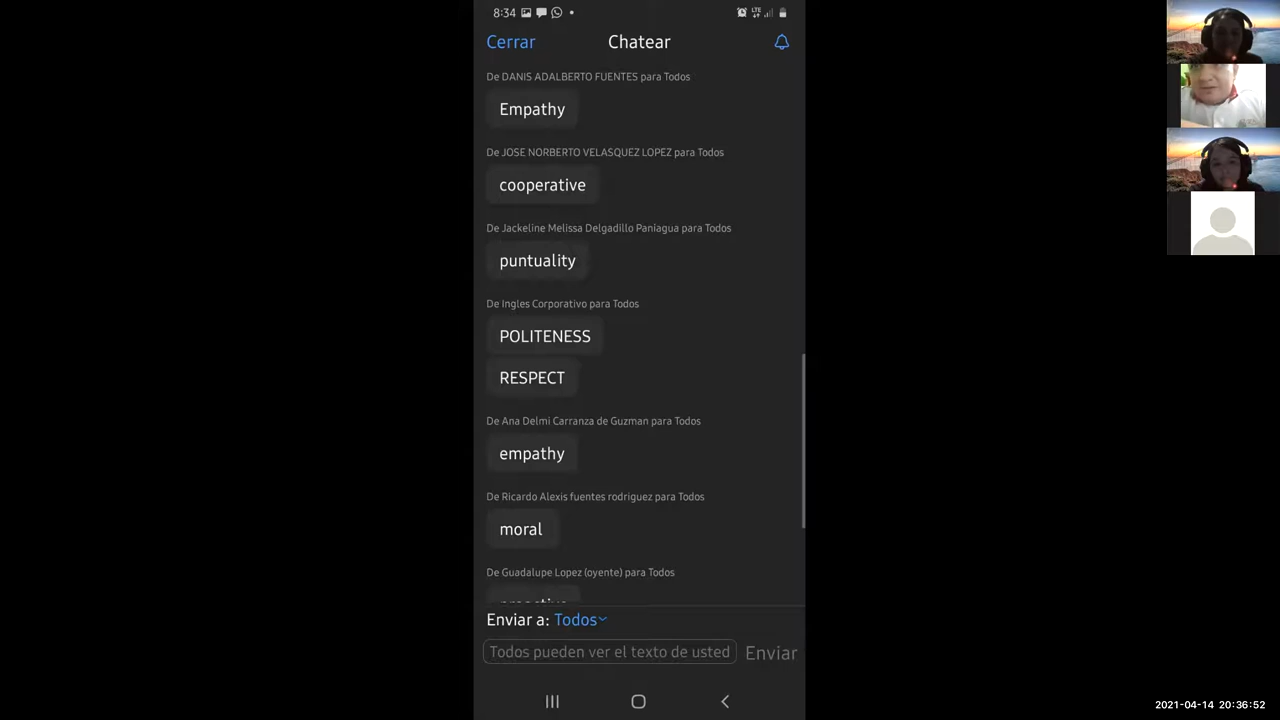 8:34
LTE
Cerrar
Chatear
De DANIS ADALBERTO FUENTES para Todos
Empathy
De JOSE NORBERTO VELASQUEZ LOPEZ para Todos
cooperative
De Jackeline Melissa Delgadillo Paniagua para Todos
puntuality
De Ingles Corporativo para Todos
POLITENESS
RESPECT
De Ana Delmi Carranza de Guzman para Todos
empathy
De Ricardo Alexis fuentes rodriguez para Todos
moral
De Guadalupe Lopez (oyente) para Todos
Enviar a: Todos
Todos pueden ver el texto de usted
Enviar
2021-04-14 20:36:52